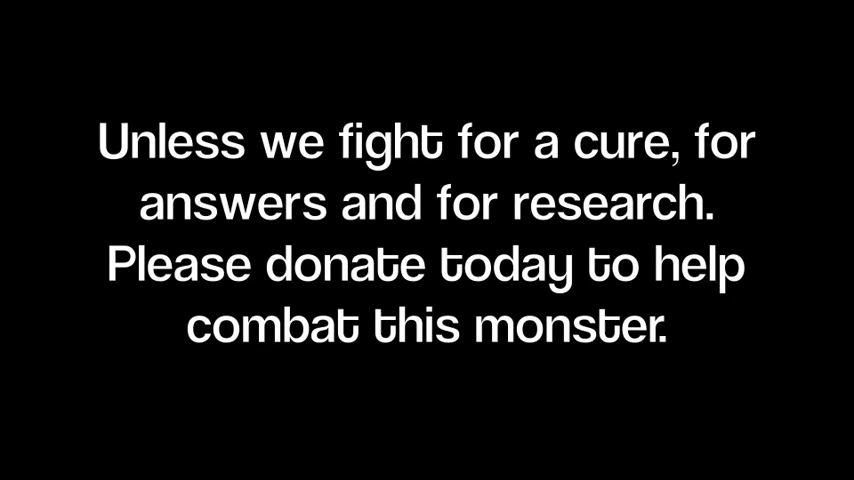 Unless we fight for a cure, for
answers and for research.
Please donate today to help
combat this monster.